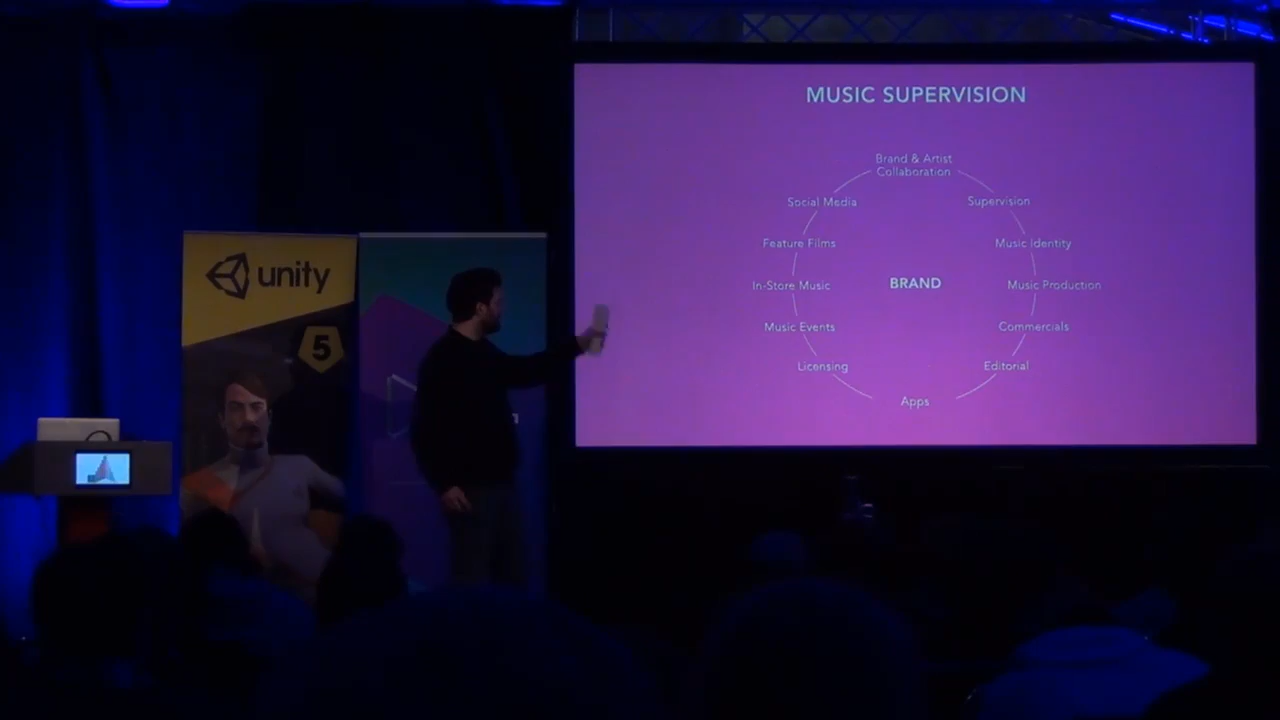 MUSIC SUPERVISION
Brand & Artist
Collaboration
Social Media
Supervision
Feature Films
Music Identity
In-Store Music
BRAND
Music Production
Music Events
Commercials
Licensing
Editorial
Apps
unity
5